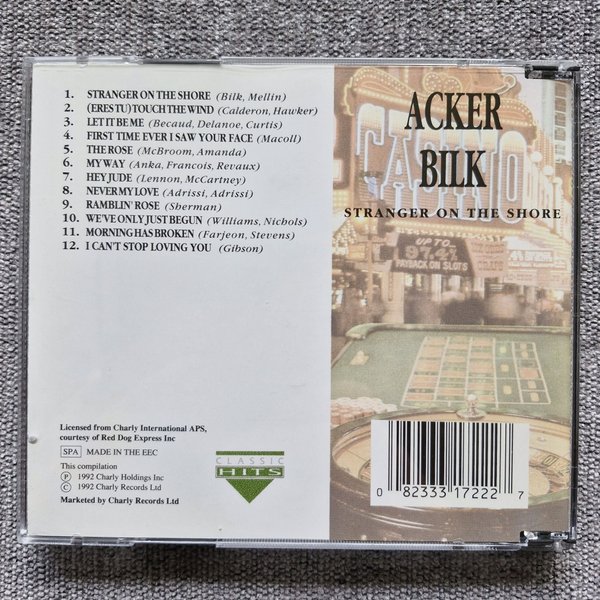 1. STRANGER ON THE SHORE (Bilk, Mellin)
2. (ERES TU) TOUCH THE WIND (Calderon, Hawker)
3. LET IT BE ME (Becaud, Delanoe, Curtis)
4. FIRST TIME EVER I SAW YOUR FACE (Macoll)
5. THE ROSE (McBroom, Amanda)
6. MY WAY (Anka, Francois, Revaux)
7. HEY JUDE (Lennon, McCartney)
8. NEVER MY LOVE (Adrissi, Adrissi)
9. RAMBLIN' ROSE (Sherman)
10. WE'VE ONLY JUST BEGUN (Williams, Nichols)
11. MORNING HAS BROKEN (Farjeon, Stevens)
12. I CAN'T STOP LOVING YOU (Gibson)
Licensed from Charly International APS,
courtesy of Red Dog Express Inc
SPA MADE IN THE EEC
This compilation
Ⓟ 1992 Charly Holdings Inc
© 1992 Charly Records Ltd
Marketed by Charly Records Ltd
CLASSIC
HITS
ACKER
BILK
STRANGER ON THE SHORE
CASINO
UP TO
97.4%
PAYBACK ON SLOTS
0 82333 17222 7